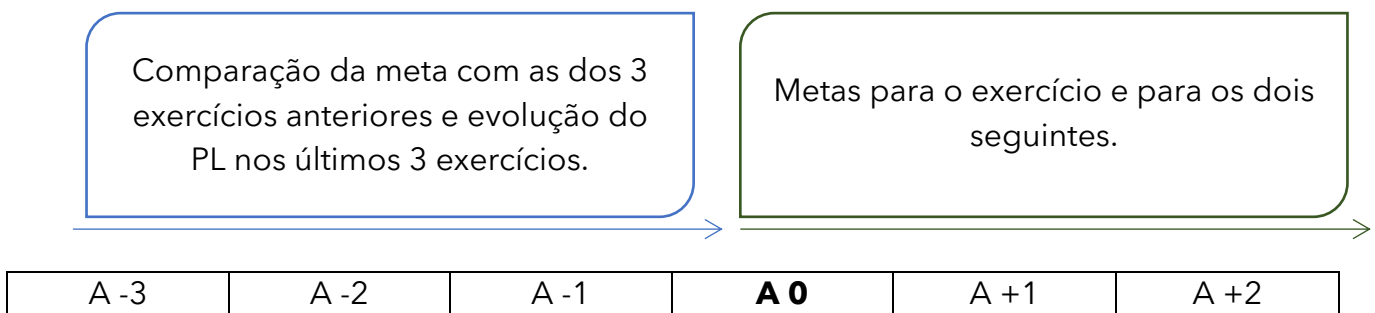 Comparação da meta com as dos 3
exercícios anteriores e evolução do
PL nos últimos 3 exercícios.
Metas para o exercício e para os dois
seguintes.
A -3 A -2 A -1 A 0 A +1 A +2